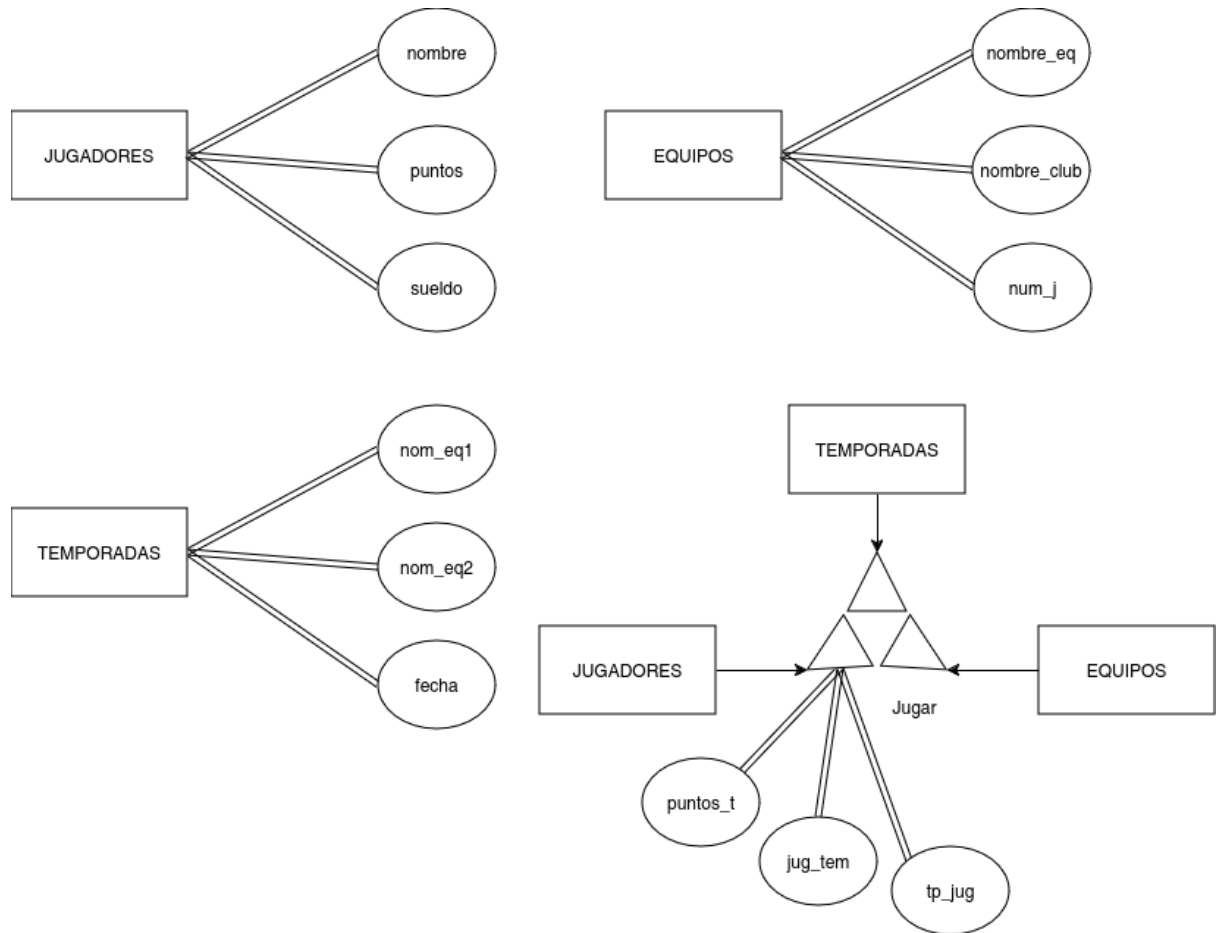 nombre
JUGADORES
puntos
sueldo
nombre_eq
EQUIPOS
nombre_club
num_j
nom_eq1
TEMPORADAS
nom_eq2
fecha
TEMPORADAS
JUGADORES
EQUIPOS
Jugar
puntos_t
jug_tem
tp_jug